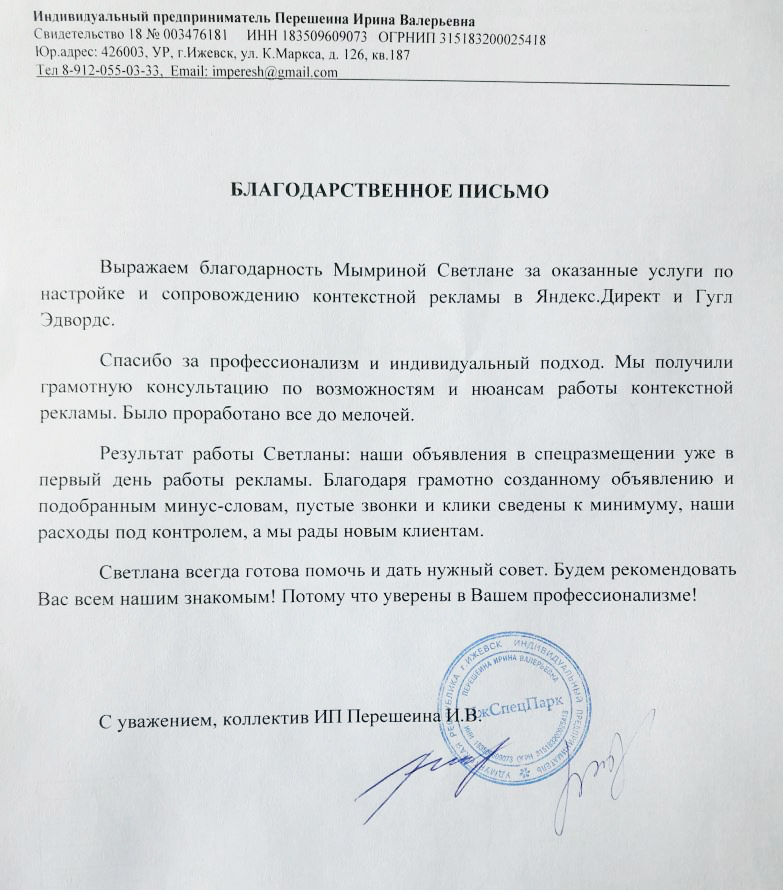 Индивидуальный предприниматель Перешеина Ирина Валерьевна
Свидетельство 18 № 003476181 ИНН 183509609073 ОГРНИП 315183200025418
Юр.адрес: 426003, УР, г.Ижевск, ул. К.Маркса, д. 126, кв.187
Тел 8-912-055-03-33, Email: imperesh@gmail.com
БЛАГОДАРСТВЕННОЕ ПИСЬМО
Выражаем благодарность Мымриной Светлане за оказанные услуги по
настройке и сопровождению контекстной рекламы в Яндекс.Директ и Гугл
Эдвордс.
Спасибо за профессионализм и индивидуальный подход. Мы получили
грамотную консультацию по возможностям и нюансам работы контекстной
рекламы. Было проработано все до мелочей.
Результат работы Светланы: наши объявления в спецразмещении уже в
первый день работы рекламы. Благодаря грамотно созданному объявлению и
подобранным минус-словам, пустые звонки и клики сведены к минимуму, наши
расходы под контролем, а мы рады новым клиентам.
Светлана всегда готова помочь и дать нужный совет. Будем рекомендовать
Вас всем нашим знакомым! Потому что уверены в Вашем профессионализме!
С уважением, коллектив ИП Перешеина И.В.
г.ИЖЕВСК ИНДИВИДУАЛЬНЫЙ ПРЕДПРИНИМАТЕЛЬ
ПЕРЕШЕИНА ИРИНА ВАЛЕРЬЕВНА
ИжСпецПарк